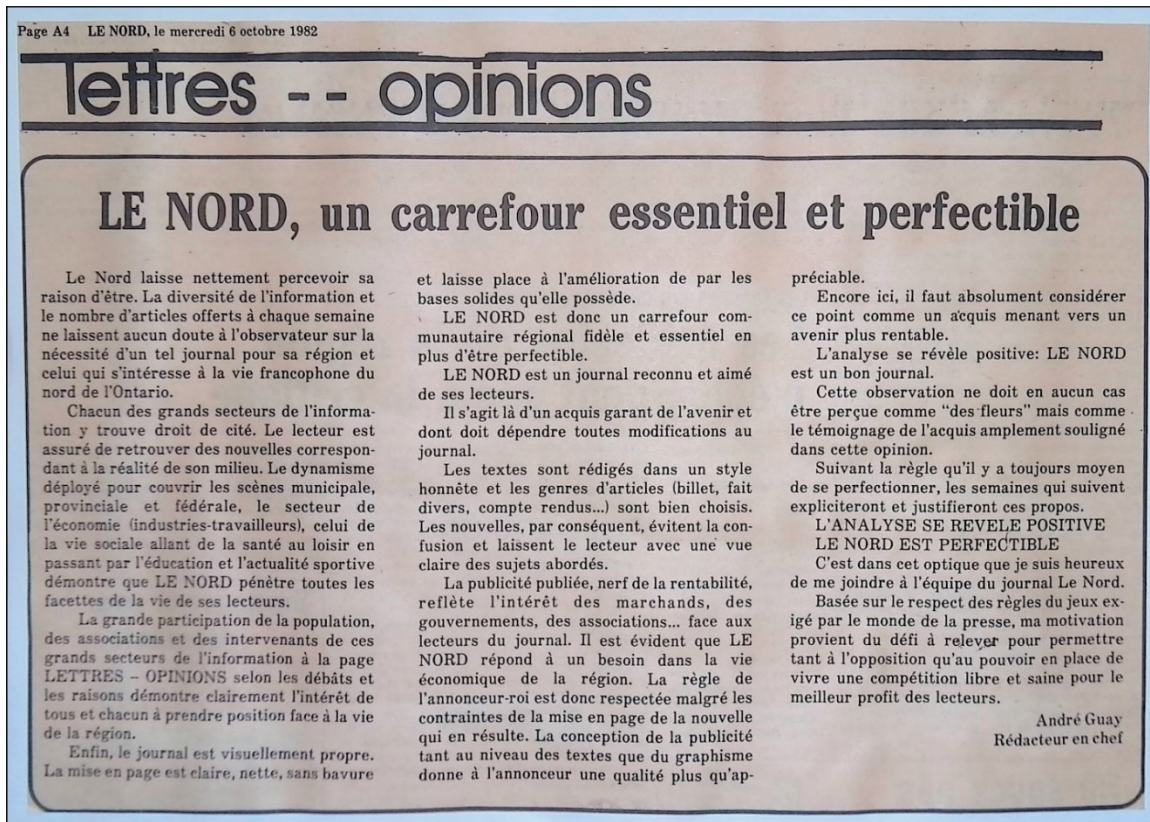 Page A4 LE NORD, le mercredi 6 octobre 1982
lettres -- opinions
LE NORD, un carrefour essentiel et perfectible
Le Nord laisse nettement percevoir sa
raison d'être. La diversité de l'information et
le nombre d'articles offerts à chaque semaine
ne laissent aucun doute à l'observateur sur la
nécessité d'un tel journal pour sa région et
celui qui s'intéresse à la vie francophone du
nord de l'Ontario.
Chacun des grands secteurs de l'informa-
tion y trouve droit de cité. Le lecteur est
assuré de retrouver des nouvelles correspon-
dant à la réalité de son milieu. Le dynamisme
déployé pour couvrir les scènes municipale,
provinciale et fédérale, le secteur de
l'économie (industries-travailleurs), celui de
la vie sociale allant de la santé au loisir en
passant par l'éducation et l'actualité sportive
démontre que LE NORD pénètre toutes les
facettes de la vie de ses lecteurs.
La grande participation de la population,
des associations et des intervenants de ces
grands secteurs de l'information à la page
LETTRES – OPINIONS selon les débâts et
les raisons démontre clairement l'intérêt de
tous et chacun à prendre position face à la vie
de la région.
Enfin, le journal est visuellement propre.
La mise en page est claire, nette, sans bavure
et laisse place à l'amélioration de par les
bases solides qu'elle possède.
LE NORD est donc un carrefour com-
munautaire régional fidèle et essentiel en
plus d'être perfectible.
LE NORD est un journal reconnu et aimé
de ses lecteurs.
Il s'agit là d'un acquis garant de l'avenir et
dont doit dépendre toutes modifications au
journal.
Les textes sont rédigés dans un style
honnête et les genres d'articles (billet, fait
divers, compte rendus...) sont bien choisis.
Les nouvelles, par conséquent, évitent la con-
fusion et laissent le lecteur avec une vue
claire des sujets abordés.
La publicité publiée, nerf de la rentabilité,
reflète l'intérêt des marchands, des
gouvernements, des associations... face aux
lecteurs du journal. Il est évident que LE
NORD répond à un besoin dans la vie
économique de la région. La règle de
l'annonceur-roi est donc respectée malgré les
contraintes de la mise en page de la nouvelle
qui en résulte. La conception de la publicité
tant au niveau des textes que du graphisme
donne à l'annonceur une qualité plus qu'ap-
préciable.
Encore ici, il faut absolument considérer
ce point comme un acquis menant vers un
avenir plus rentable.
L'analyse se révèle positive: LE NORD
est un bon journal.
Cette observation ne doit en aucun cas
être perçue comme "des fleurs" mais comme
le témoignage de l'acquis amplement souligné
dans cette opinion.
Suivant la règle qu'il y a toujours moyen
de se perfectionner, les semaines qui suivent
expliciteront et justifieront ces propos.
L'ANALYSE SE REVELE POSITIVE
LE NORD EST PERFECTIBLE
C'est dans cet optique que je suis heureux
de me joindre à l'équipe du journal Le Nord.
Basée sur le respect des règles du jeux ex-
igé par le monde de la presse, ma motivation
provient du défi à relever pour permettre
tant à l'opposition qu'au pouvoir en place de
vivre une compétition libre et saine pour le
meilleur profit des lecteurs.
André Guay
Rédacteur en chef